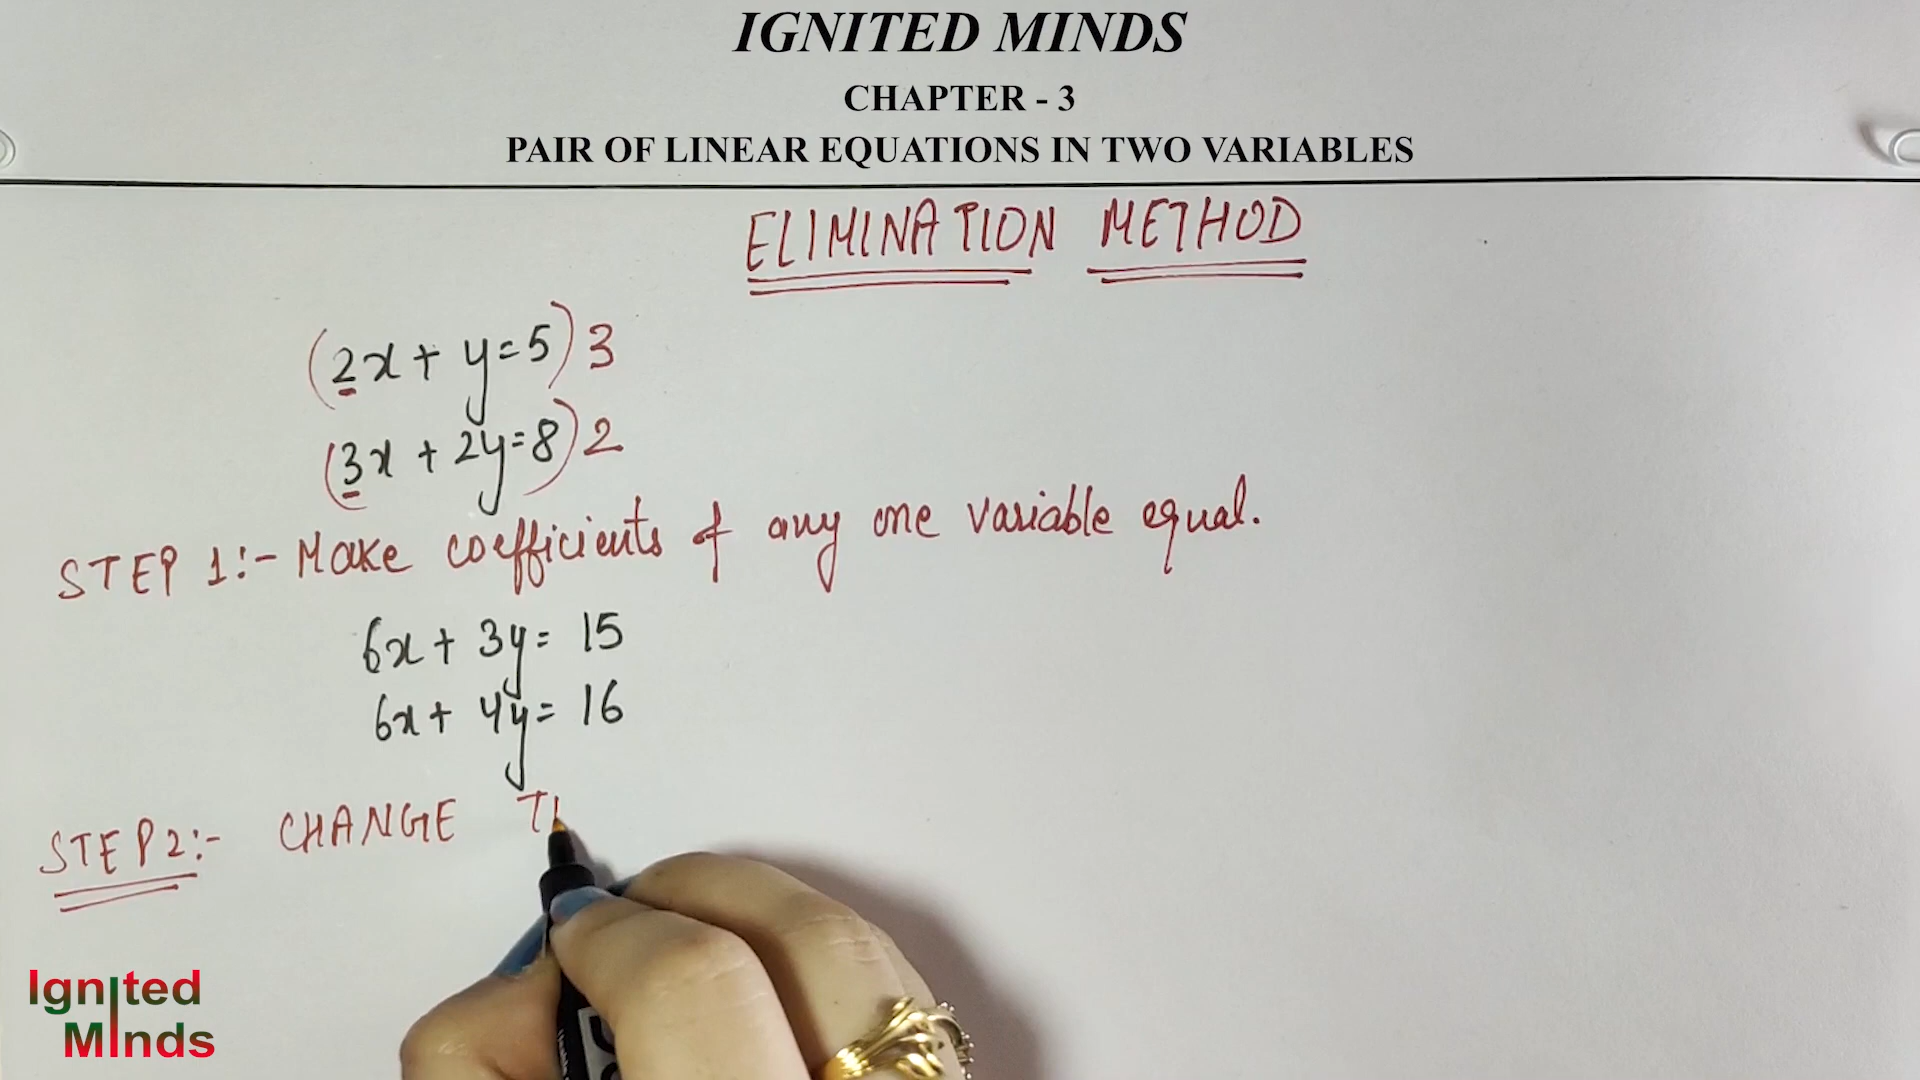 IGNITED MINDS
CHAPTER - 3
PAIR OF LINEAR EQUATIONS IN TWO VARIABLES
ELIMINATION METHOD
(2x + y = 5) 3
(3x + 2y = 8) 2
STEP 1:- Make coefficients of any one variable equal.
6x + 3y = 15
6x + 4y = 16
STEP 2:- CHANGE
Ignited
Minds